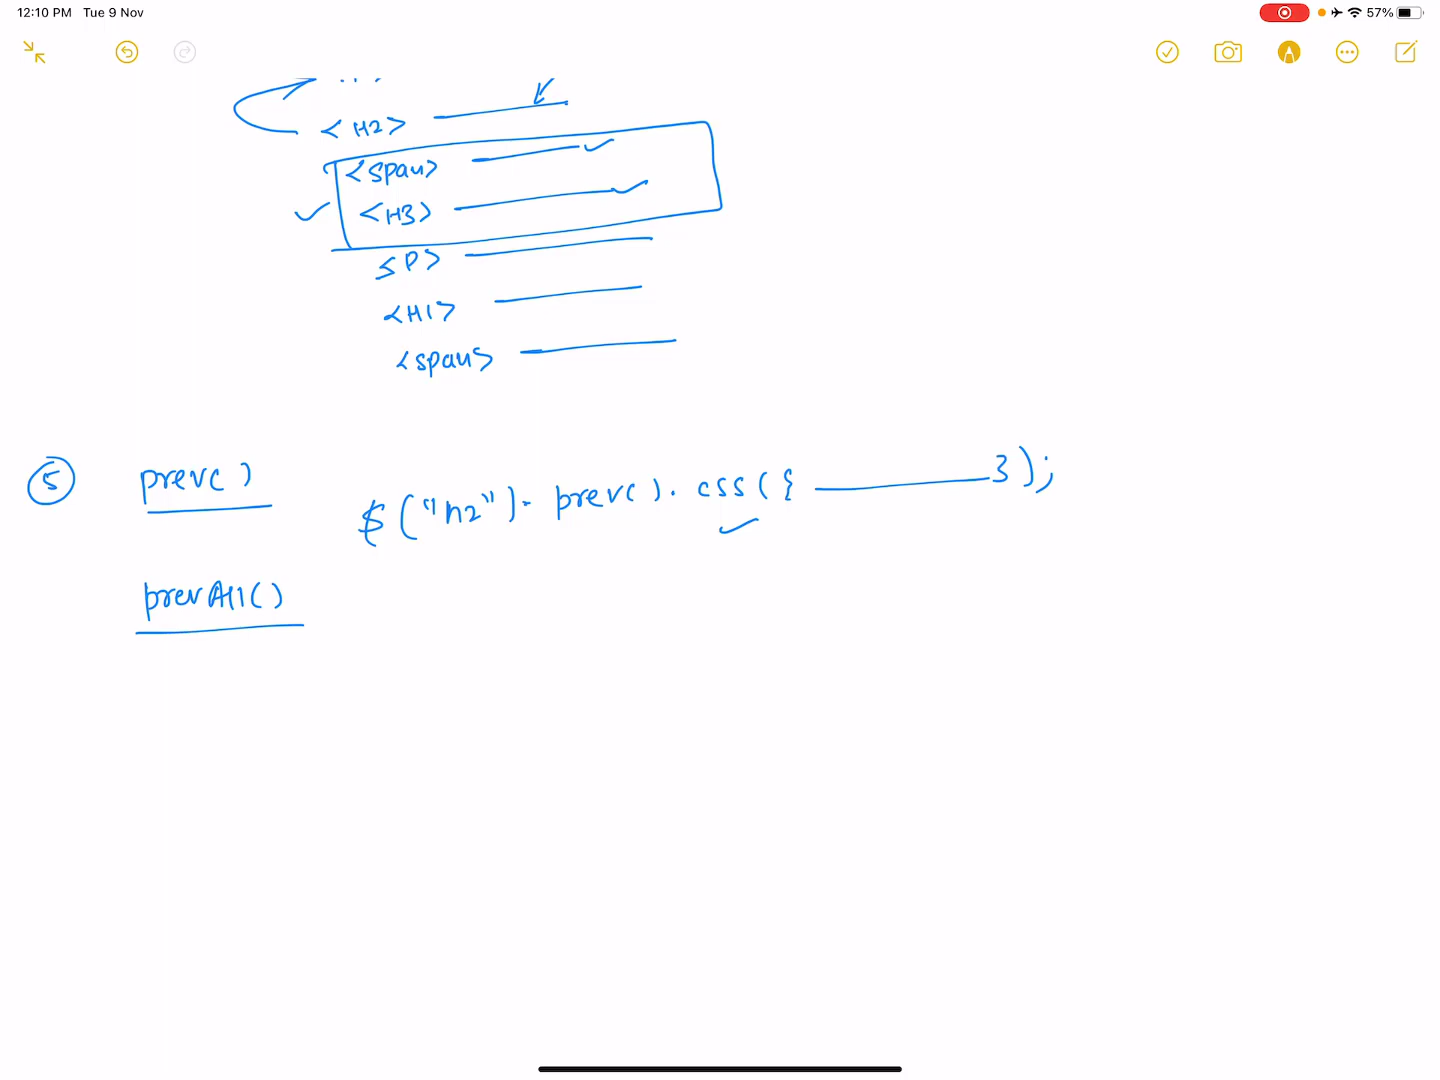 12:10 PM Tue 9 Nov 57%
...
<H2>
<span>
<H3>
<P>
<H1>
<span>
5 prev() $("h2").prev().css({ });
prevAll()